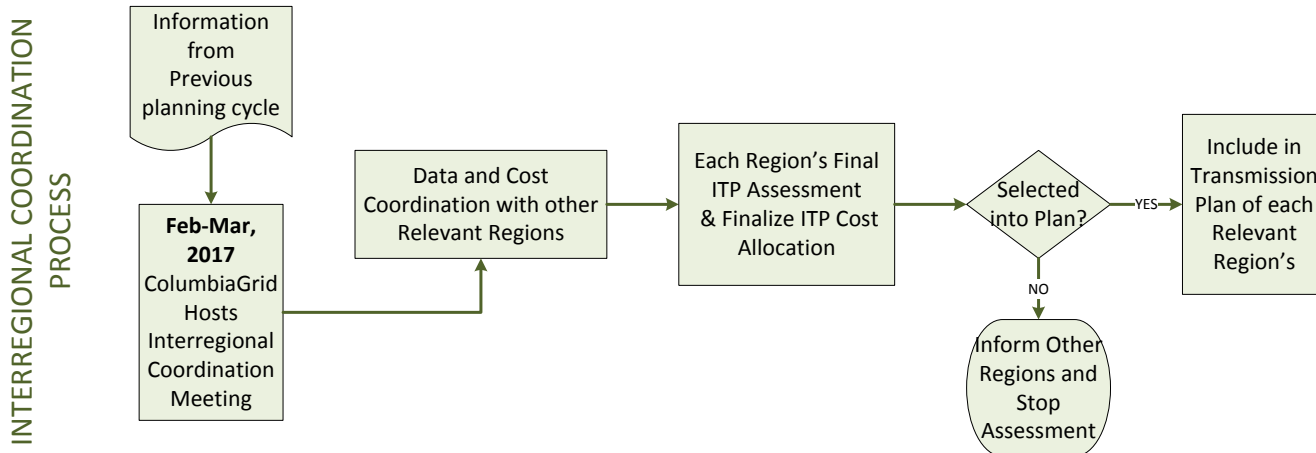 INTERREGIONAL COORDINATION
PROCESS
Information
from
Previous
planning cycle
Feb-Mar,
2017
ColumbiaGrid
Hosts
Interregional
Coordination
Meeting
Data and Cost
Coordination with other
Relevant Regions
Each Region’s Final
ITP Assessment
& Finalize ITP Cost
Allocation
Selected
into Plan?
YES
Include in
Transmission
Plan of each
Relevant
Region’s
NO
Inform Other
Regions and
Stop
Assessment